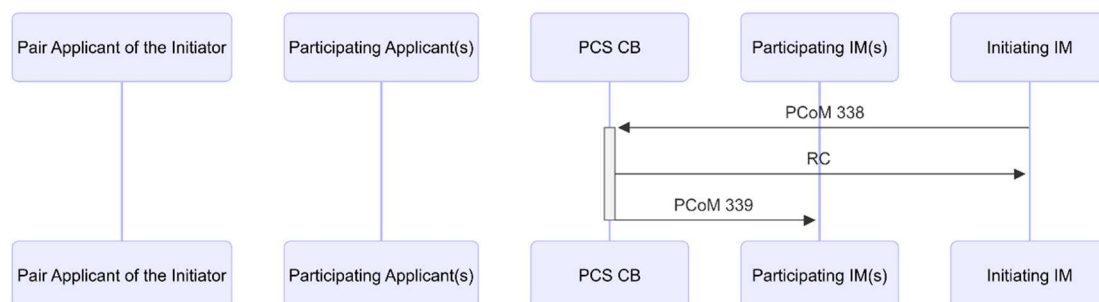 Pair Applicant of the Initiator
Participating Applicant(s)
PCS CB
Participating IM(s)
Initiating IM
PCoM 338
RC
PCoM 339
Pair Applicant of the Initiator
Participating Applicant(s)
PCS CB
Participating IM(s)
Initiating IM